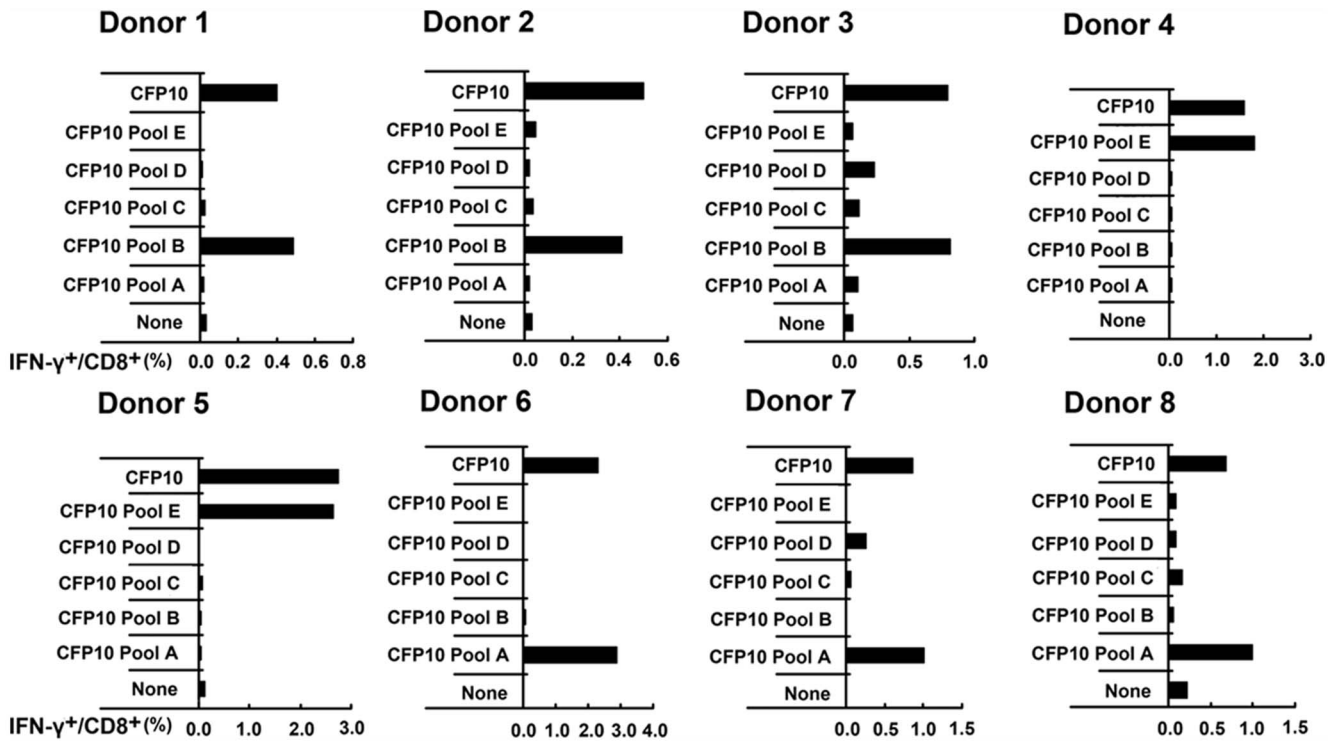 Donor 1
CFP10
CFP10 Pool E
CFP10 Pool D
CFP10 Pool C
CFP10 Pool B
CFP10 Pool A
None
IFN-γ+/CD8+(%) 0.0 0.2 0.4 0.6 0.8
Donor 2
CFP10
CFP10 Pool E
CFP10 Pool D
CFP10 Pool C
CFP10 Pool B
CFP10 Pool A
None
0.0 0.2 0.4 0.6
Donor 3
CFP10
CFP10 Pool E
CFP10 Pool D
CFP10 Pool C
CFP10 Pool B
CFP10 Pool A
None
0.0 0.5 1.0
Donor 4
CFP10
CFP10 Pool E
CFP10 Pool D
CFP10 Pool C
CFP10 Pool B
CFP10 Pool A
None
0.0 1.0 2.0 3.0
Donor 5
CFP10
CFP10 Pool E
CFP10 Pool D
CFP10 Pool C
CFP10 Pool B
CFP10 Pool A
None
IFN-γ+/CD8+(%) 0.0 1.0 2.0 3.0
Donor 6
CFP10
CFP10 Pool E
CFP10 Pool D
CFP10 Pool C
CFP10 Pool B
CFP10 Pool A
None
0.0 1.0 2.0 3.0 4.0
Donor 7
CFP10
CFP10 Pool E
CFP10 Pool D
CFP10 Pool C
CFP10 Pool B
CFP10 Pool A
None
0.0 0.5 1.0 1.5
Donor 8
CFP10
CFP10 Pool E
CFP10 Pool D
CFP10 Pool C
CFP10 Pool B
CFP10 Pool A
None
0.0 0.5 1.0 1.5